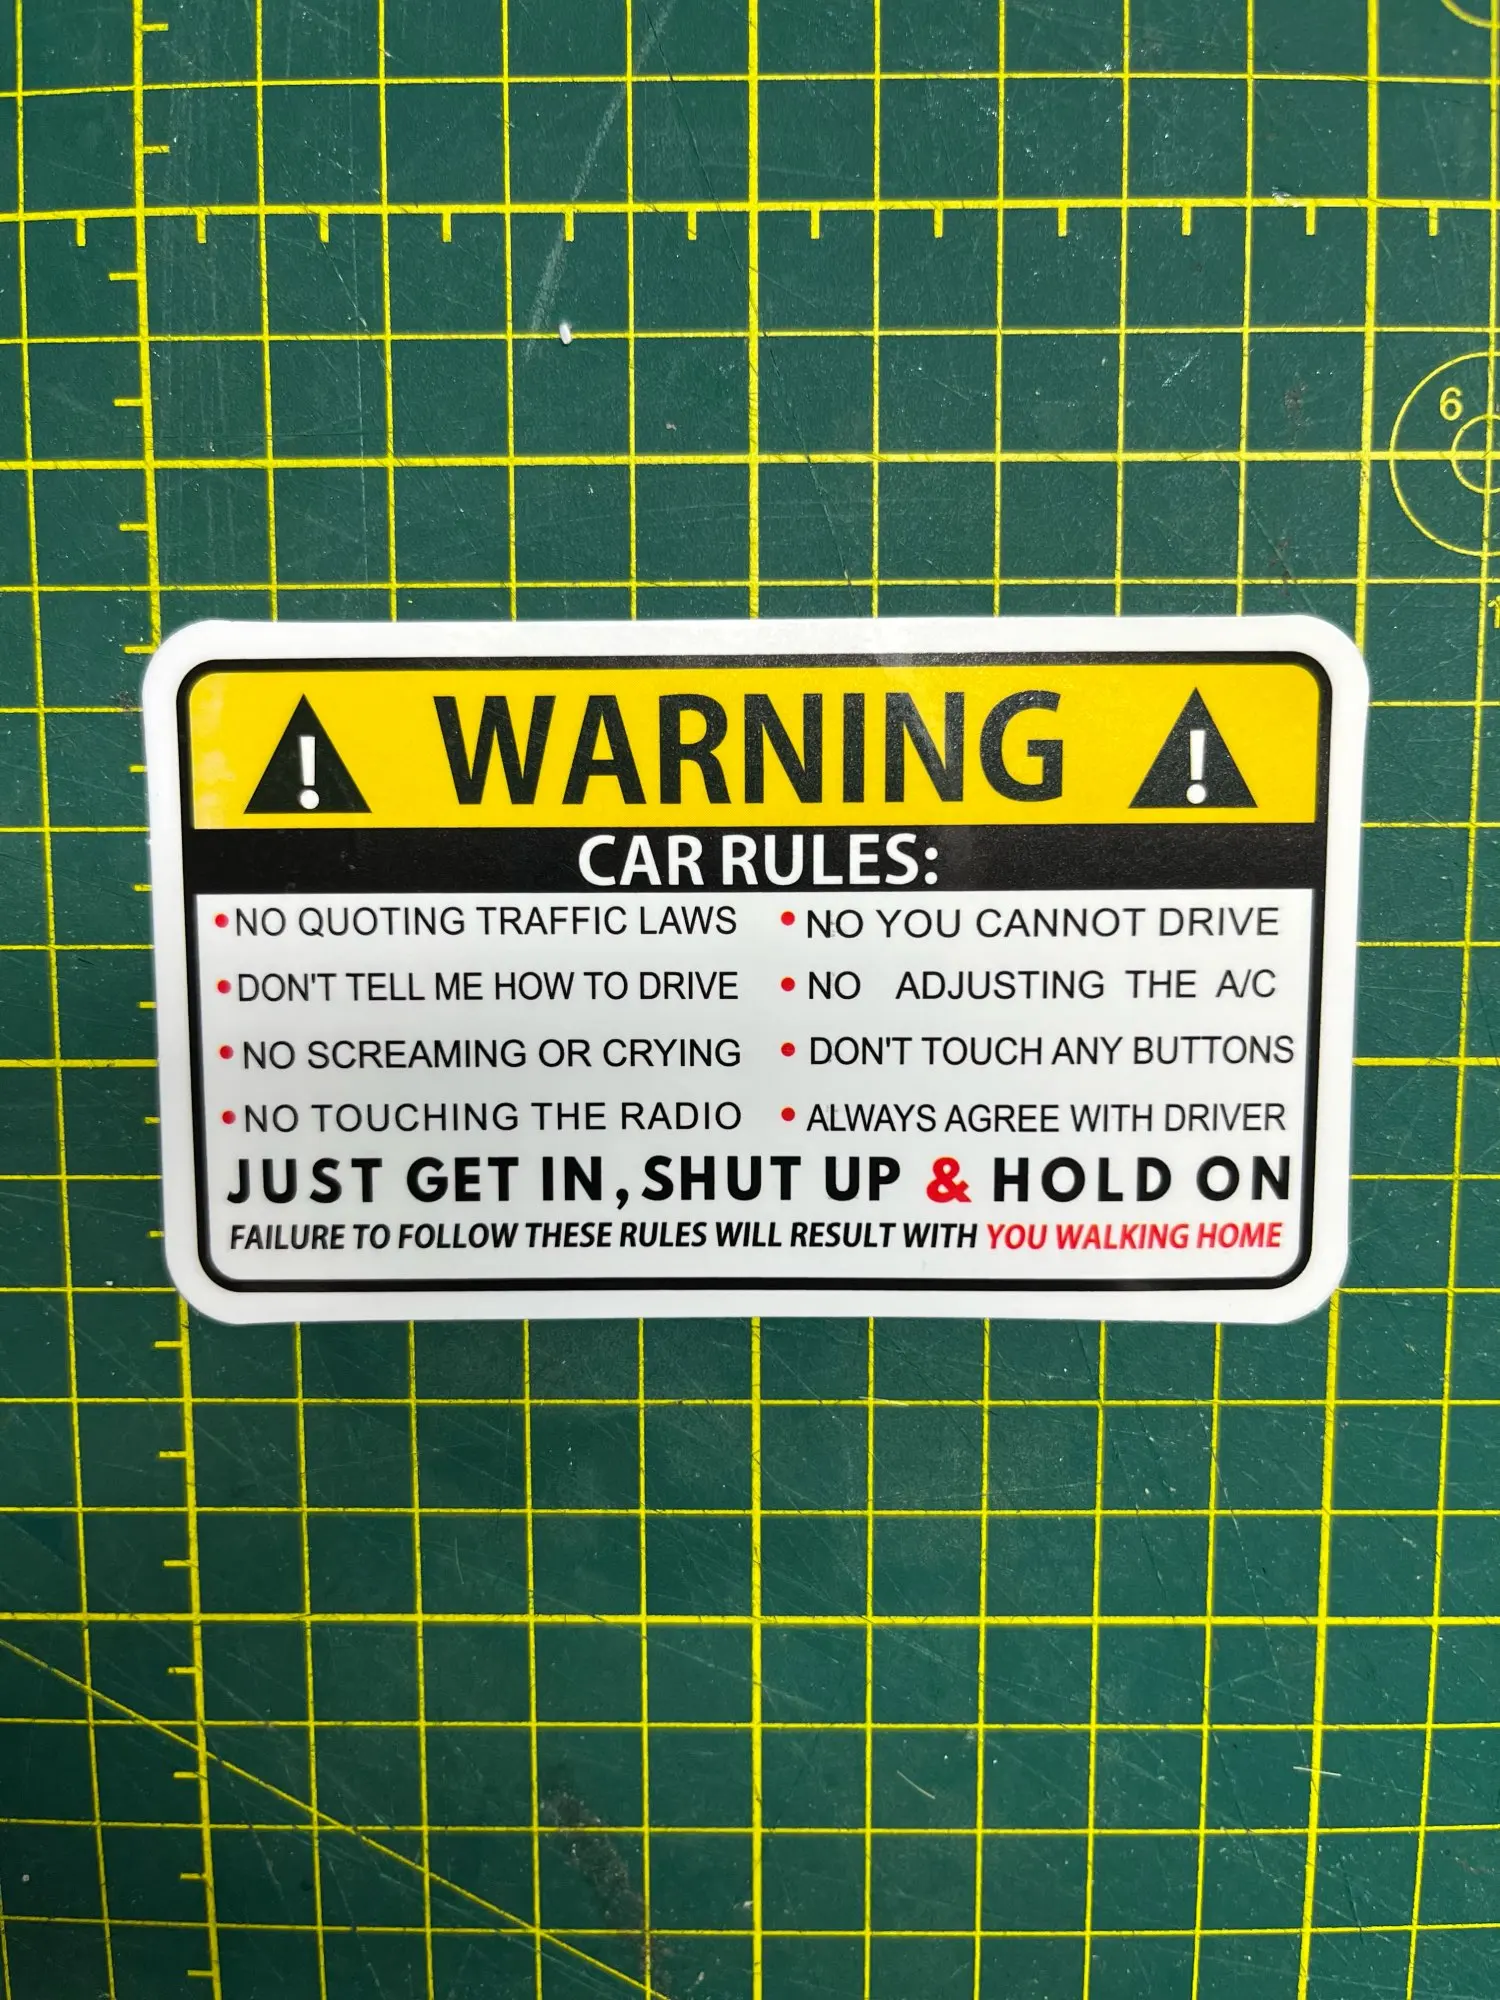 6
WARNING
CAR RULES:
•NO QUOTING TRAFFIC LAWS
•DON'T TELL ME HOW TO DRIVE
•NO SCREAMING OR CRYING
•NO TOUCHING THE RADIO
•NO YOU CANNOT DRIVE
•NO ADJUSTING THE A/C
•DON'T TOUCH ANY BUTTONS
•ALWAYS AGREE WITH DRIVER
JUST GET IN, SHUT UP & HOLD ON
FAILURE TO FOLLOW THESE RULES WILL RESULT WITH YOU WALKING HOME